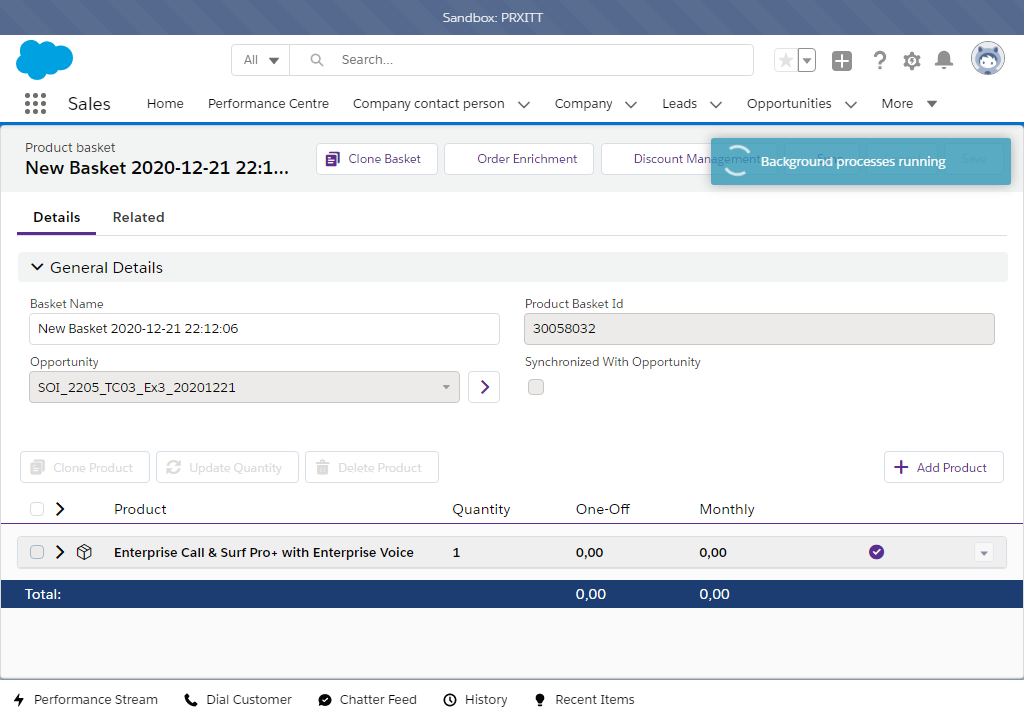 Sandbox: PRXITT
All
Search...
Sales
Home
Performance Centre
Company contact person
Company
Leads
Opportunities
More
Product basket
New Basket 2020-12-21 22:1...
Clone Basket
Order Enrichment
Discount Management
Background processes running
Details
Related
General Details
Basket Name
Product Basket Id
New Basket 2020-12-21 22:12:06
30058032
Opportunity
Synchronized With Opportunity
SOI_2205_TC03_Ex3_20201221
Clone Product
Update Quantity
Delete Product
Add Product
Product Quantity One-Off Monthly
Enterprise Call & Surf Pro+ with Enterprise Voice 1 0,00 0,00
Total: 0,00 0,00
Performance Stream
Dial Customer
Chatter Feed
History
Recent Items